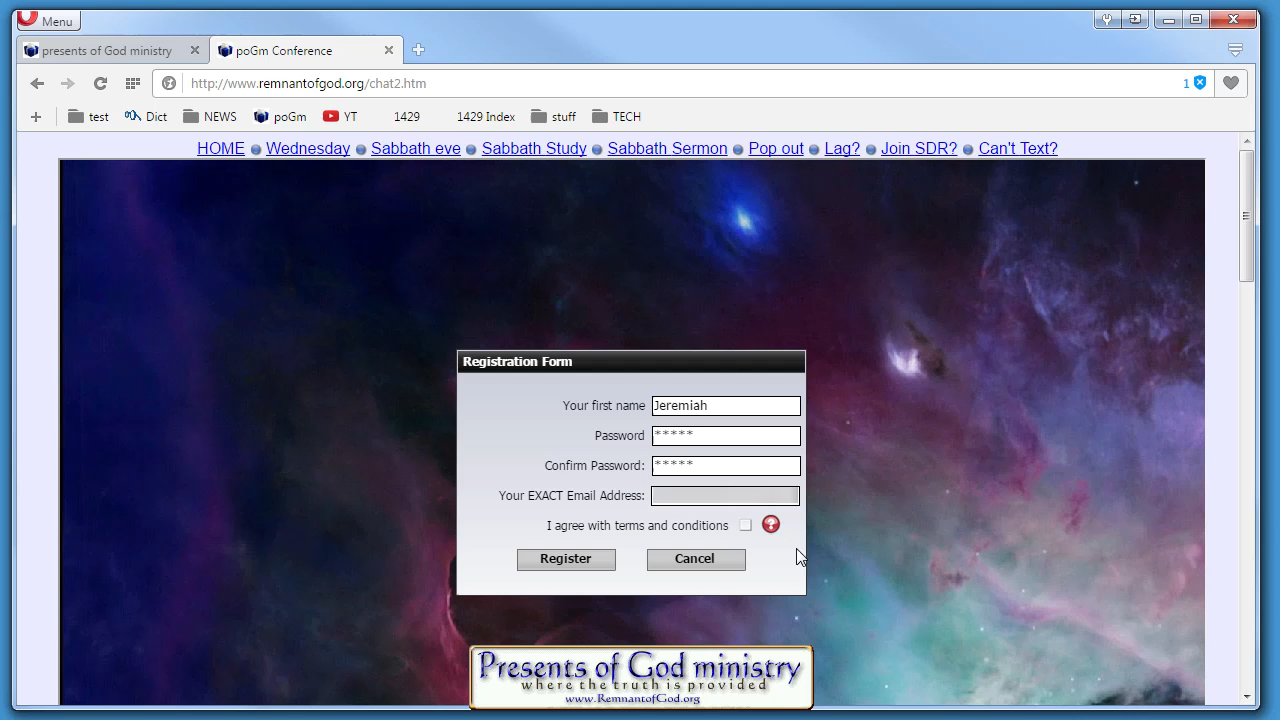 Menu
presents of God ministry
poGm Conference
http://www.remnantofgod.org/chat2.htm
1
test
Dict
NEWS
poGm
YT
1429
1429 Index
stuff
TECH
HOME Wednesday Sabbath eve Sabbath Study Sabbath Sermon Pop out Lag? Join SDR? Can't Text?
Registration Form
Your first name Jeremiah
Password *****
Confirm Password: *****
Your EXACT Email Address:
I agree with terms and conditions ?
Register Cancel
Presents of God ministry
where the truth is provided
www.RemnantofGod.org